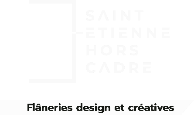 SAINT
-ETIENNE
HORS
CADRE
Flâneries design et créatives